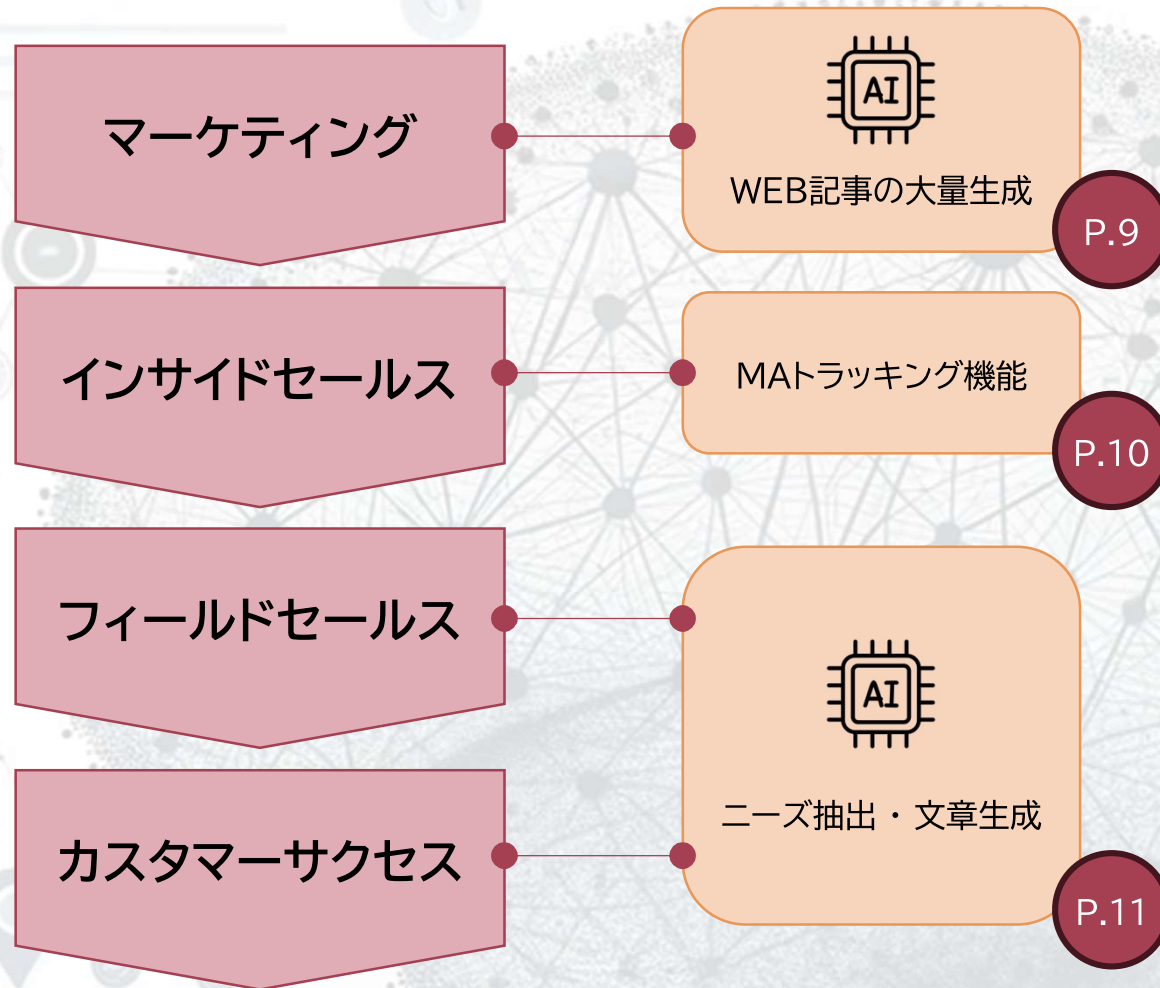 マーケティング
AI
WEB記事の大量生成
P.9
インサイドセールス
MAトラッキング機能
P.10
フィールドセールス
AI
ニーズ抽出・文章生成
カスタマーサクセス
P.11